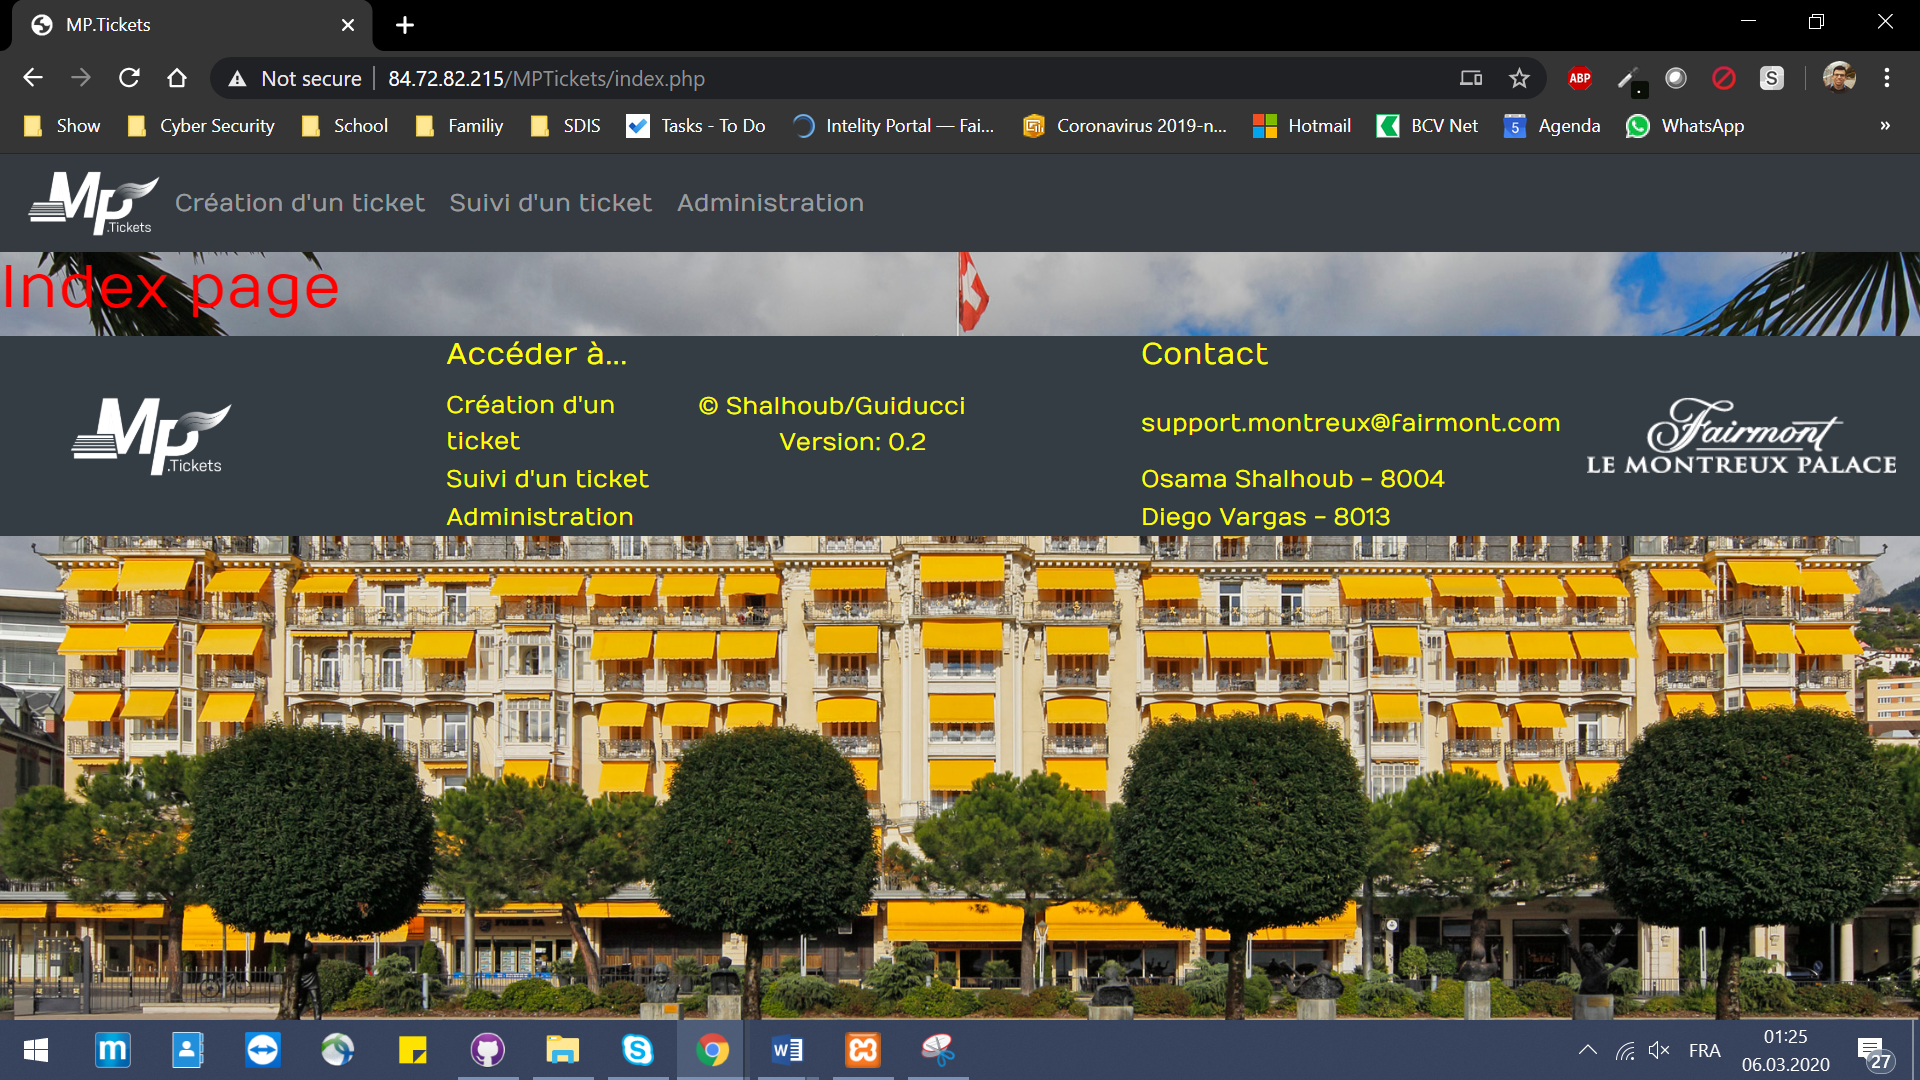 MP.Tickets
Not secure
84.72.82.215/MPTickets/index.php
ABP
S
Show
Cyber Security
School
Familiy
SDIS
Tasks - To Do
Intelity Portal — Fai...
Coronavirus 2019-n...
Hotmail
BCV Net
5
Agenda
WhatsApp
»
Mp
.Tickets
Création d'un ticket
Suivi d'un ticket
Administration
Index page
Mp
.Tickets
Accéder à...
Création d'un
ticket
Suivi d'un ticket
Administration
© Shalhoub/Guiducci
Version: 0.2
Contact
support.montreux@fairmont.com
Osama Shalhoub - 8004
Diego Vargas - 8013
Fairmont
LE MONTREUX PALACE
m
S
W
FRA
01:25
06.03.2020
27